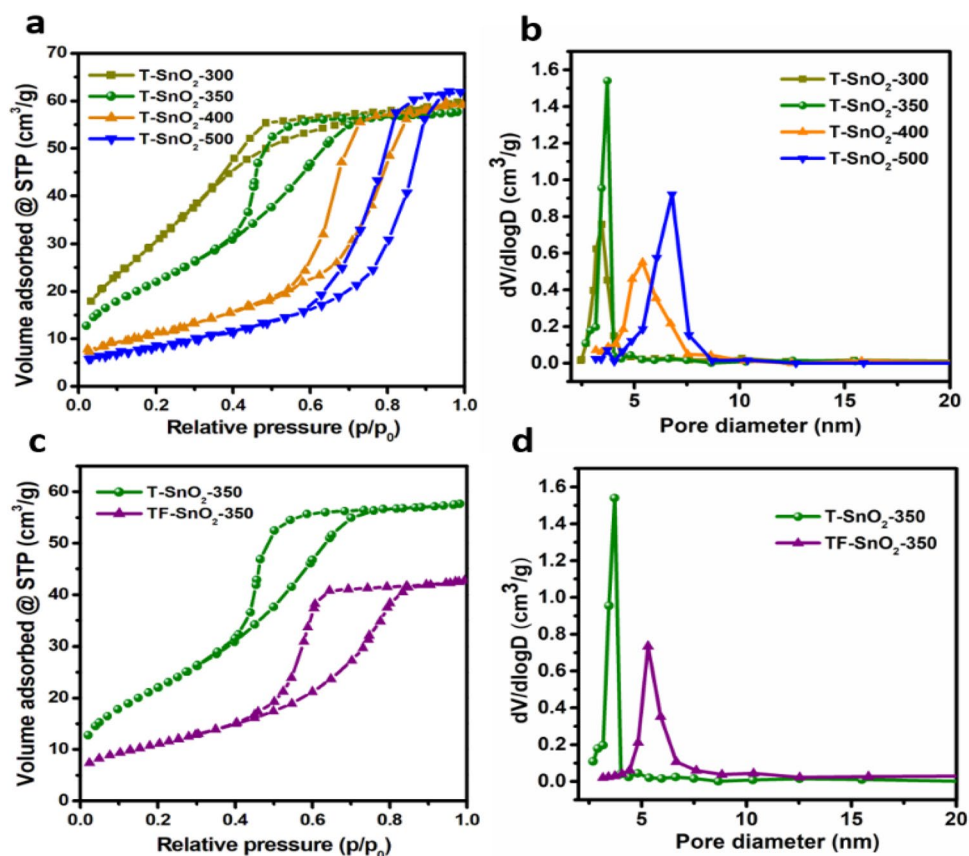 a
Volume adsorbed @ STP (cm³/g)
70
60
50
40
30
20
10
0
T-SnO₂-300
T-SnO₂-350
T-SnO₂-400
T-SnO₂-500
0.0 0.2 0.4 0.6 0.8 1.0
Relative pressure (p/p₀)
b
dV/dlogD (cm³/g)
1.6
1.4
1.2
1.0
0.8
0.6
0.4
0.2
0.0
T-SnO₂-300
T-SnO₂-350
T-SnO₂-400
T-SnO₂-500
5 10 15 20
Pore diameter (nm)
c
Volume adsorbed @ STP (cm³/g)
60
50
40
30
20
10
0
T-SnO₂-350
TF-SnO₂-350
0.0 0.2 0.4 0.6 0.8 1.0
Relative pressure (p/p₀)
d
dV/dlogD (cm³/g)
1.6
1.4
1.2
1.0
0.8
0.6
0.4
0.2
0.0
T-SnO₂-350
TF-SnO₂-350
5 10 15 20
Pore diameter (nm)